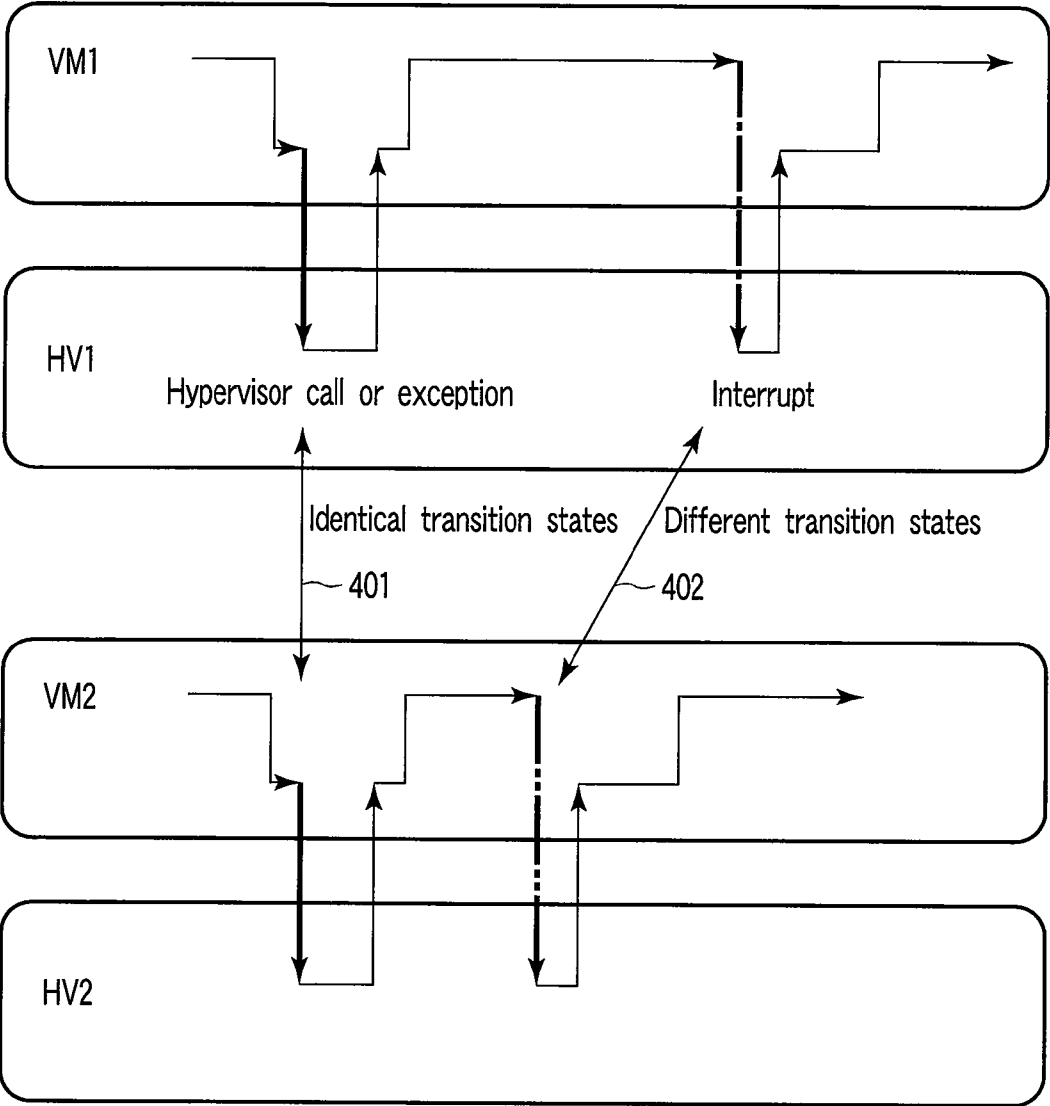 VM1
HV1
Hypervisor call or exception
Interrupt
Identical transition states
Different transition states
401
402
VM2
HV2